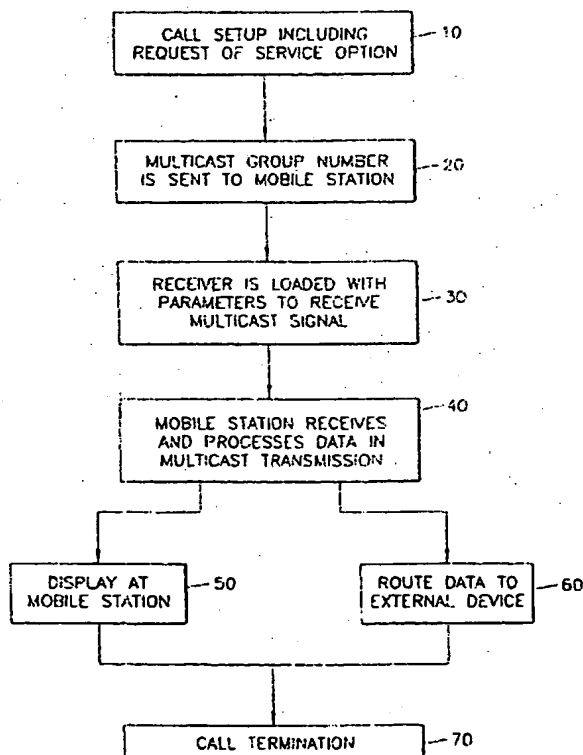 CALL SETUP INCLUDING
REQUEST OF SERVICE OPTION
10
MULTICAST GROUP NUMBER
IS SENT TO MOBILE STATION
20
RECEIVER IS LOADED WITH
PARAMETERS TO RECEIVE
MULTICAST SIGNAL
30
MOBILE STATION RECEIVES
AND PROCESSES DATA IN
MULTICAST TRANSMISSION
40
DISPLAY AT
MOBILE STATION
50
ROUTE DATA TO
EXTERNAL DEVICE
60
CALL TERMINATION
70